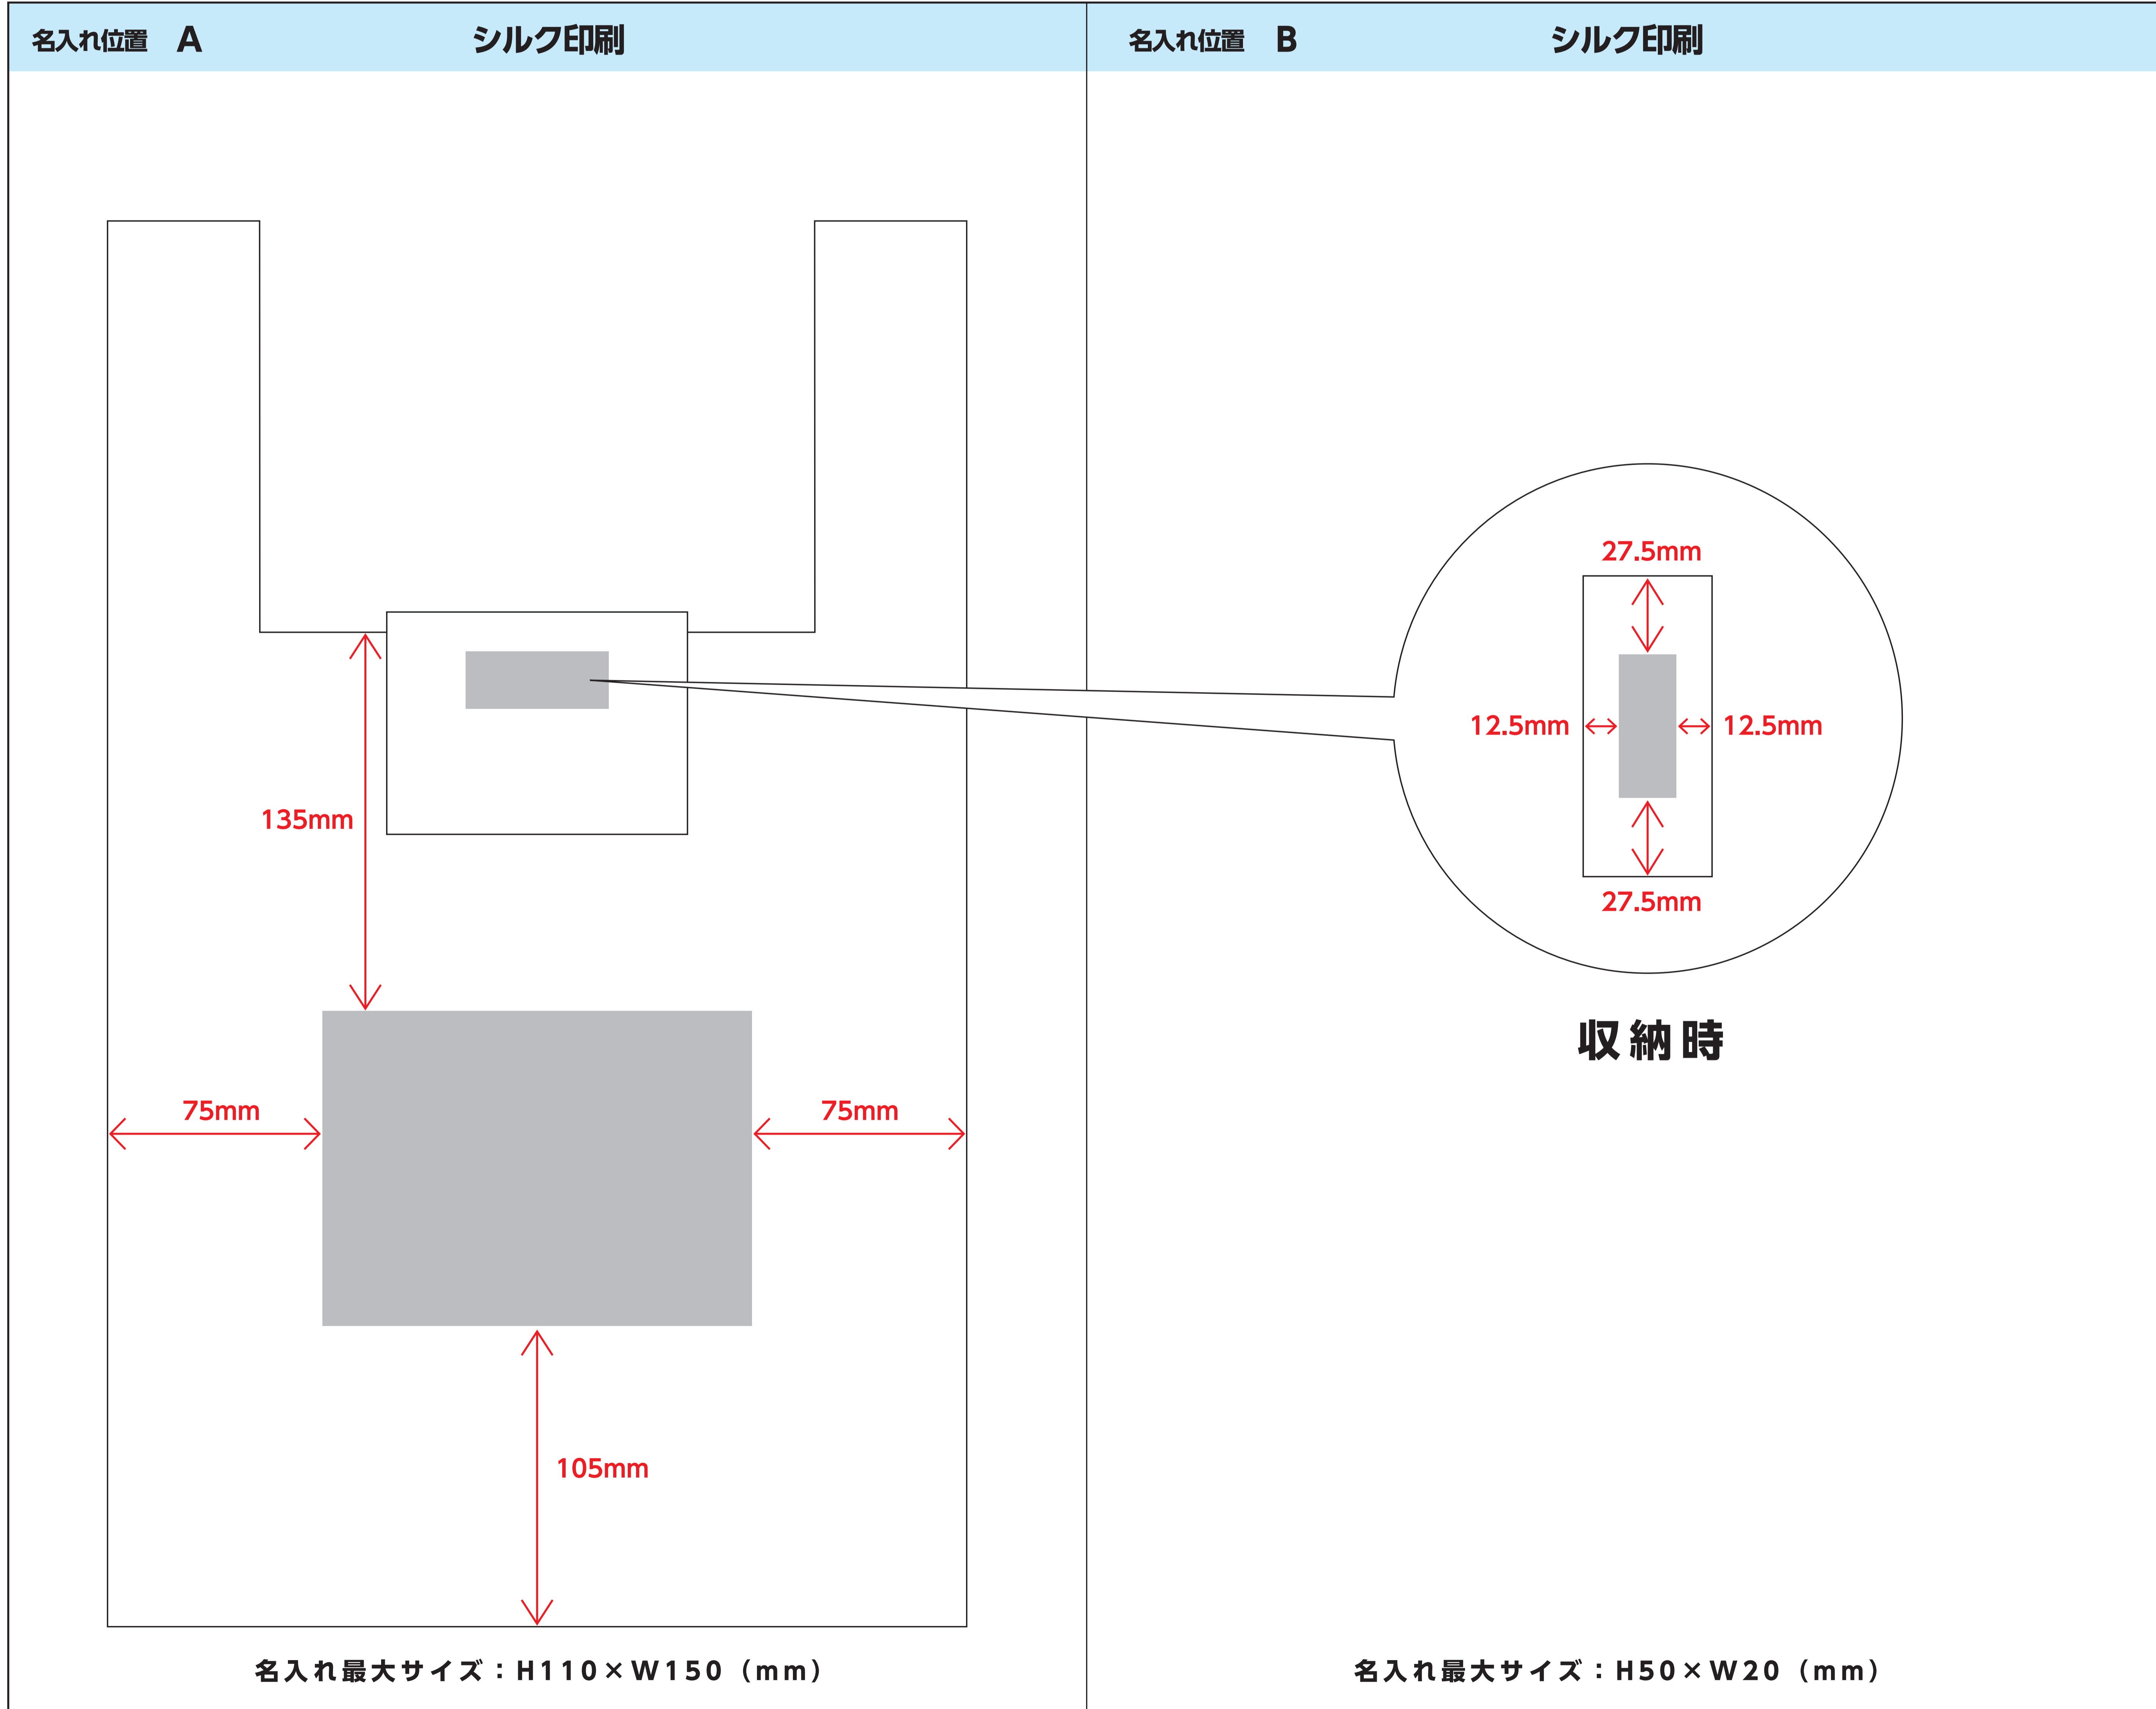 名入れ位置 A シルク印刷
135mm
75mm
75mm
105mm
名入れ最大サイズ：H110×W150（mm）
名入れ位置 B シルク印刷
27.5mm
12.5mm
12.5mm
27.5mm
収納時
名入れ最大サイズ：H50×W20（mm）